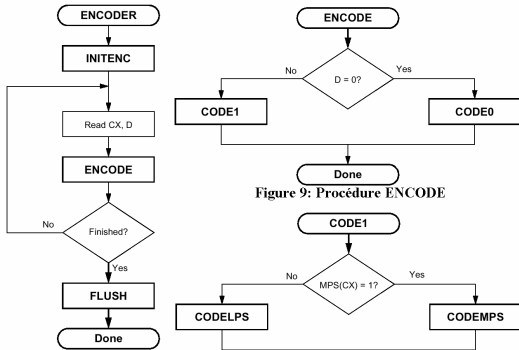 ENCODER
INITENC
Read CX, D
ENCODE
Finished?
No
Yes
FLUSH
Done
ENCODE
D = 0?
No
Yes
CODE1
CODE0
Done
Figure 9: Procédure ENCODE
CODE1
MPS(CX) = 1?
No
Yes
CODELPS
CODEMPS